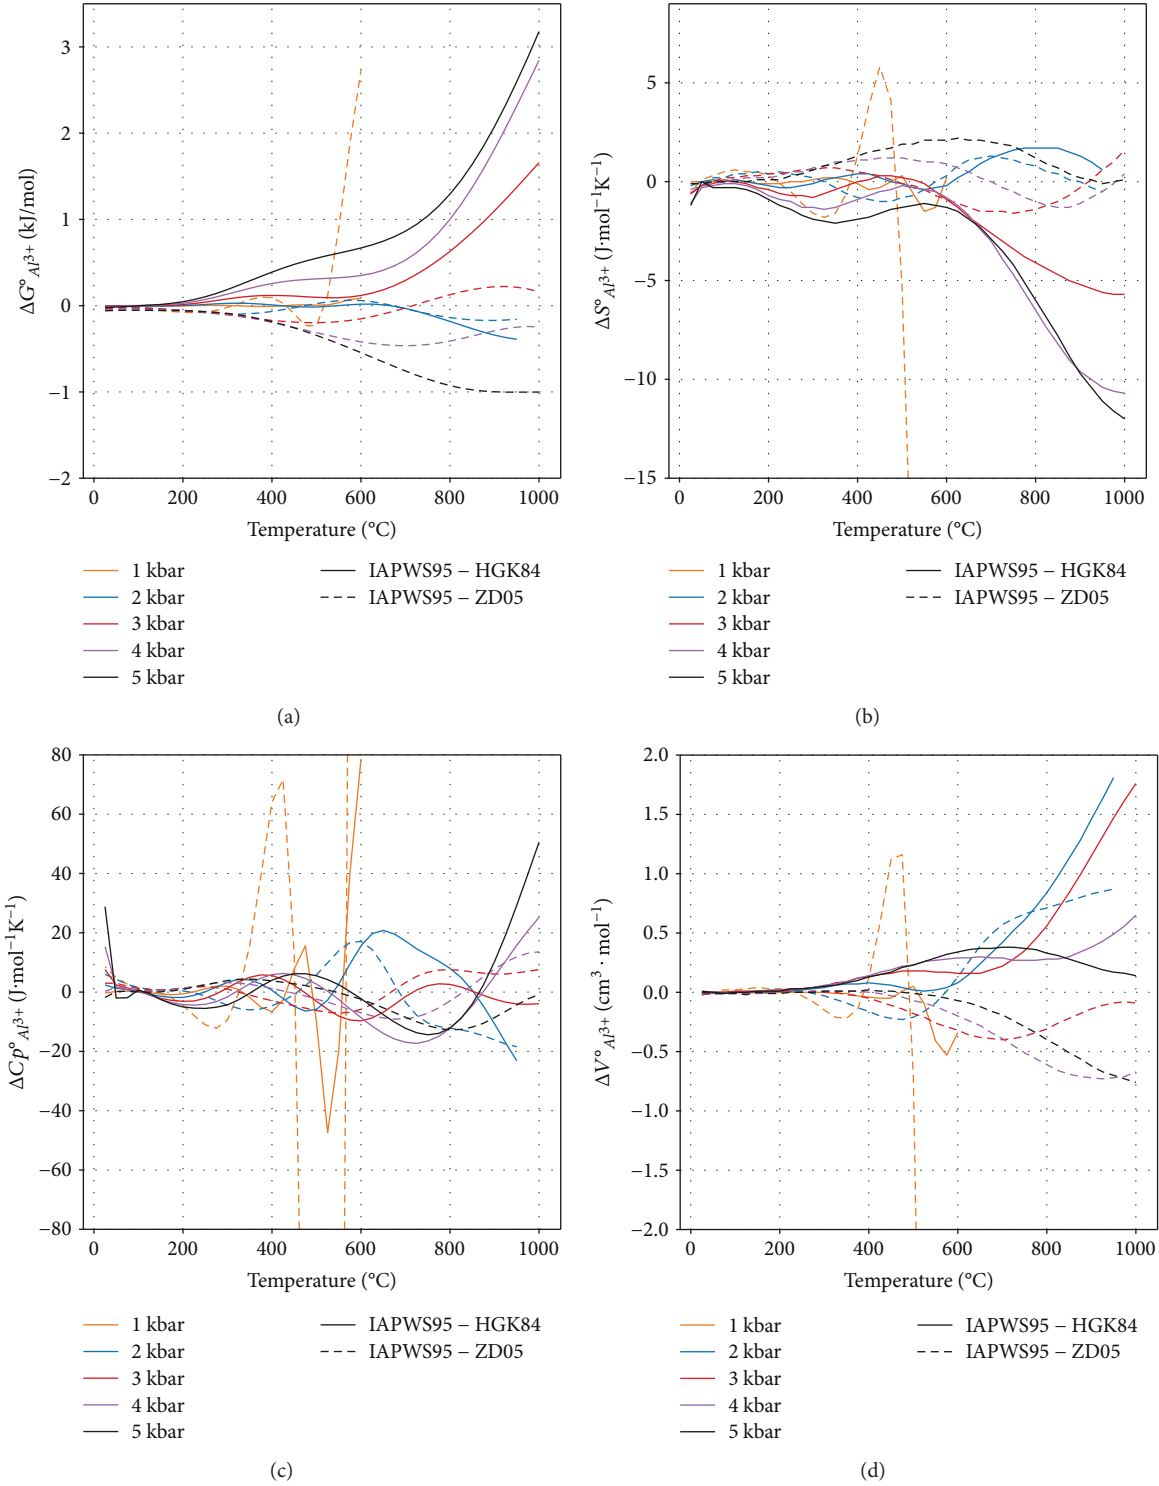 3
2
1
0
−1
−2
ΔG°Al³⁺ (kJ/mol)
0 200 400 600 800 1000
Temperature (°C)
1 kbar
2 kbar
3 kbar
4 kbar
5 kbar
IAPWS95 – HGK84
IAPWS95 – ZD05
(a)
5
0
−5
−10
−15
ΔS°Al³⁺ (J·mol⁻¹K⁻¹)
0 200 400 600 800 1000
Temperature (°C)
1 kbar
2 kbar
3 kbar
4 kbar
5 kbar
IAPWS95 – HGK84
IAPWS95 – ZD05
(b)
80
60
40
20
0
−20
−40
−60
−80
ΔCp°Al³⁺ (J·mol⁻¹K⁻¹)
0 200 400 600 800 1000
Temperature (°C)
1 kbar
2 kbar
3 kbar
4 kbar
5 kbar
IAPWS95 – HGK84
IAPWS95 – ZD05
(c)
2.0
1.5
1.0
0.5
0.0
−0.5
−1.0
−1.5
−2.0
ΔV°Al³⁺ (cm³ · mol⁻¹)
0 200 400 600 800 1000
Temperature (°C)
1 kbar
2 kbar
3 kbar
4 kbar
5 kbar
IAPWS95 – HGK84
IAPWS95 – ZD05
(d)